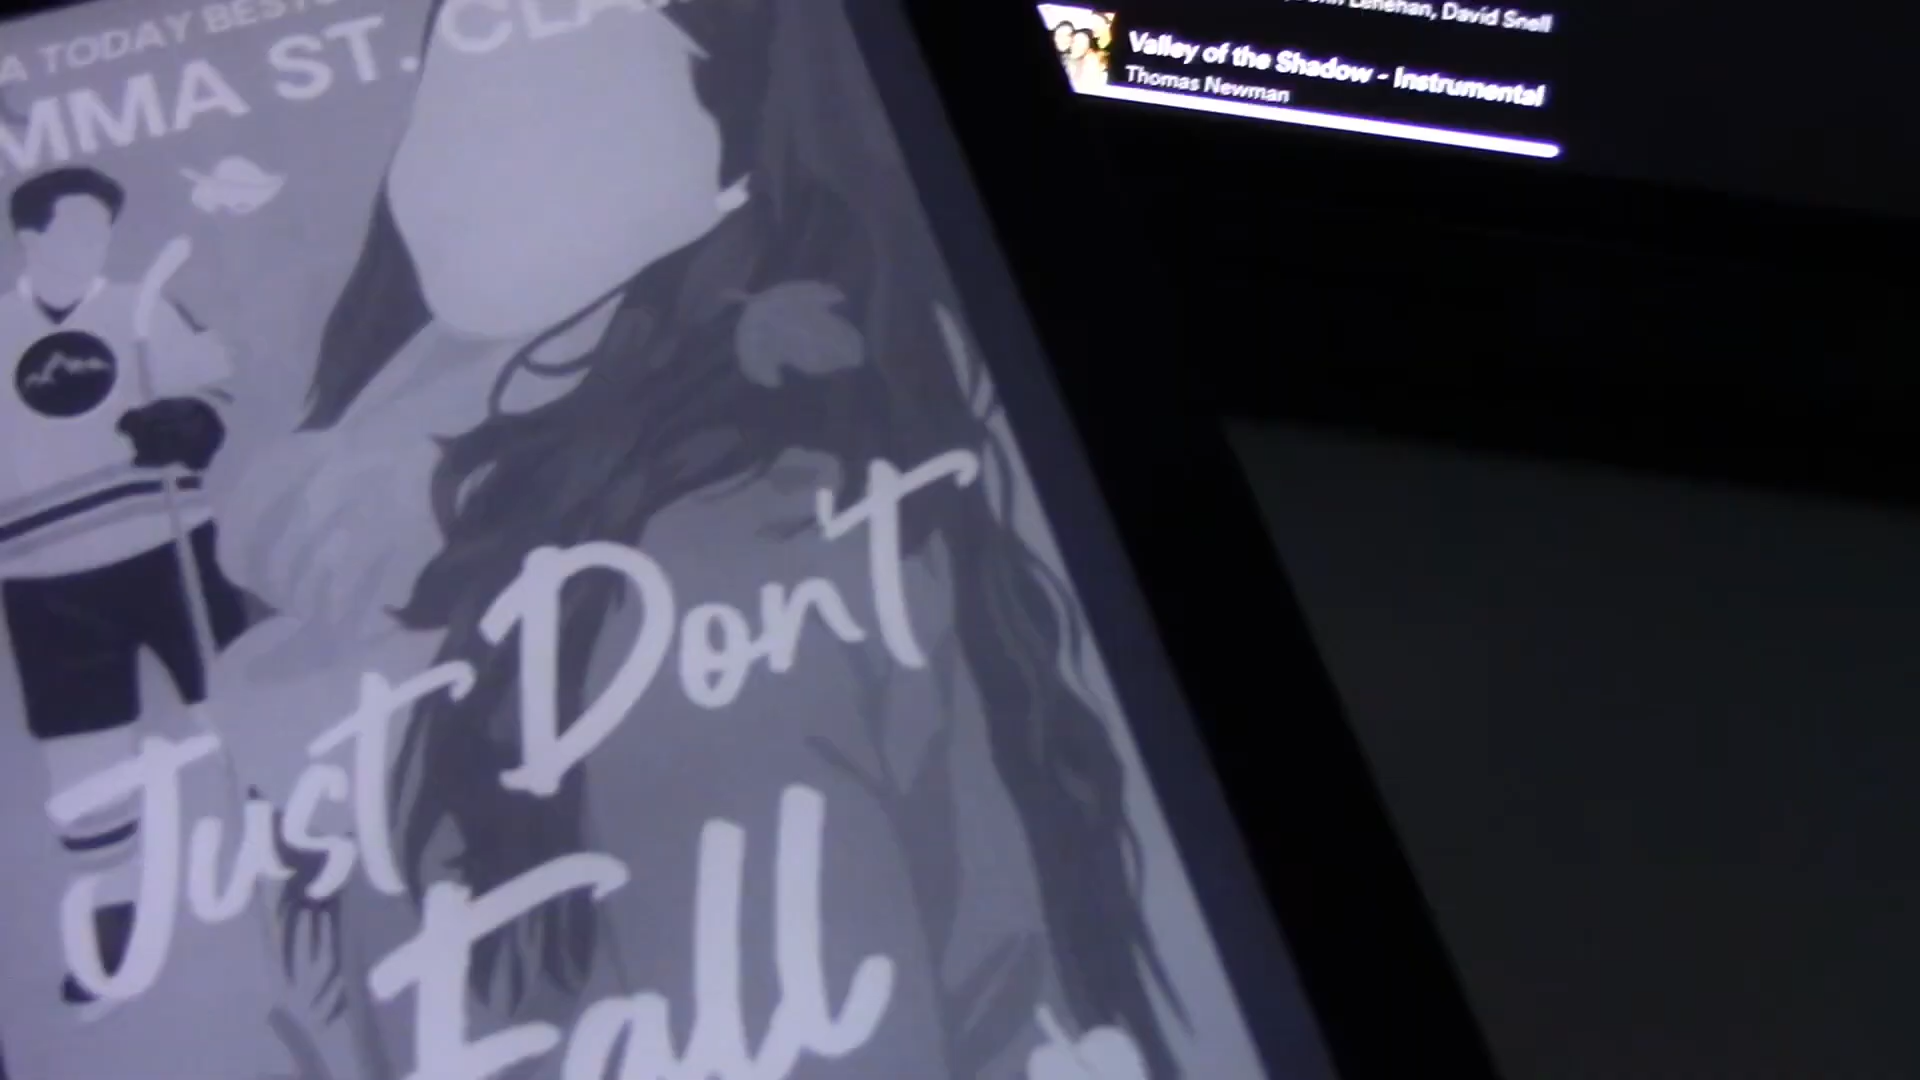 A TODAY BEST
MMA ST. CLA
Just Don't
Fall
Lenehan, David Snell
Valley of the Shadow - Instrumental
Thomas Newman